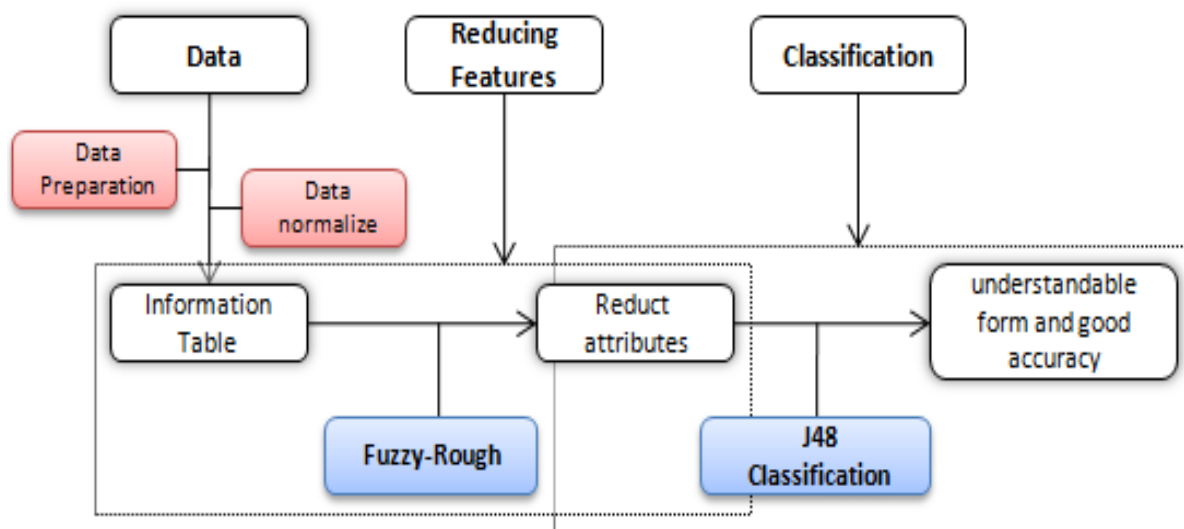 Data
Reducing
Features
Classification
Data
Preparation
Data
normalize
Information
Table
Reduct
attributes
understandable
form and good
accuracy
Fuzzy-Rough
J48
Classification